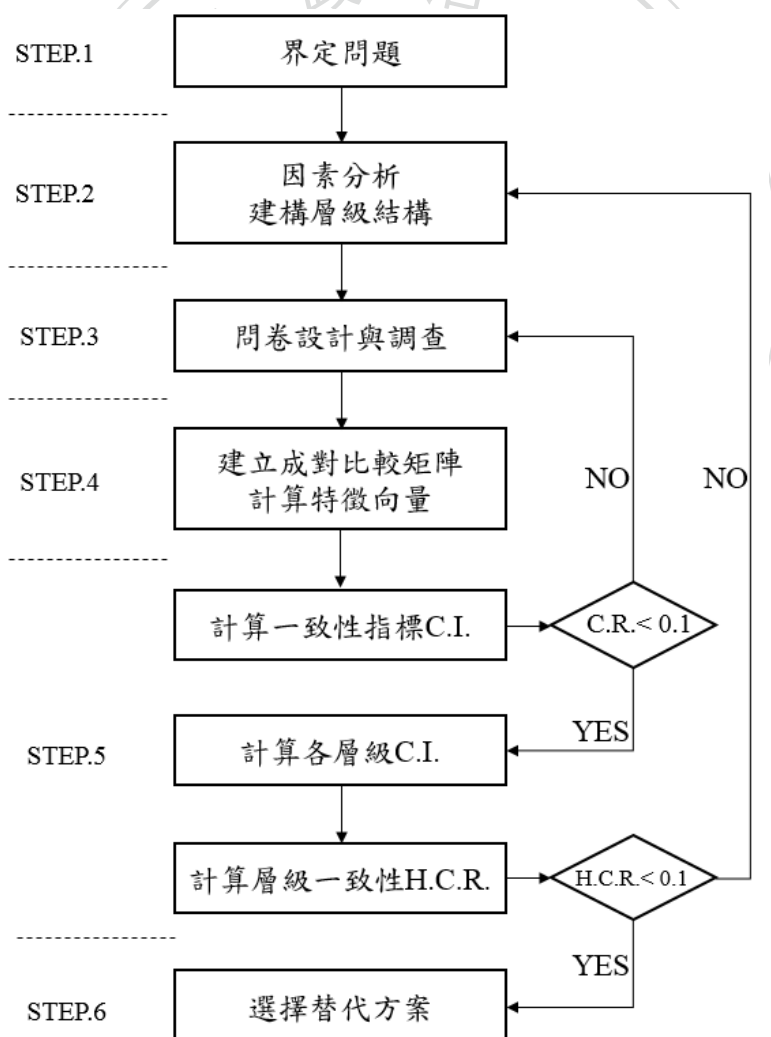 STEP.1
界定問題
STEP.2
因素分析
建構層級結構
STEP.3
問卷設計與調查
STEP.4
建立成對比較矩陣
計算特徵向量
NO
NO
計算一致性指標C.I.
C.R.< 0.1
YES
STEP.5
計算各層級C.I.
計算層級一致性H.C.R.
H.C.R.< 0.1
YES
STEP.6
選擇替代方案